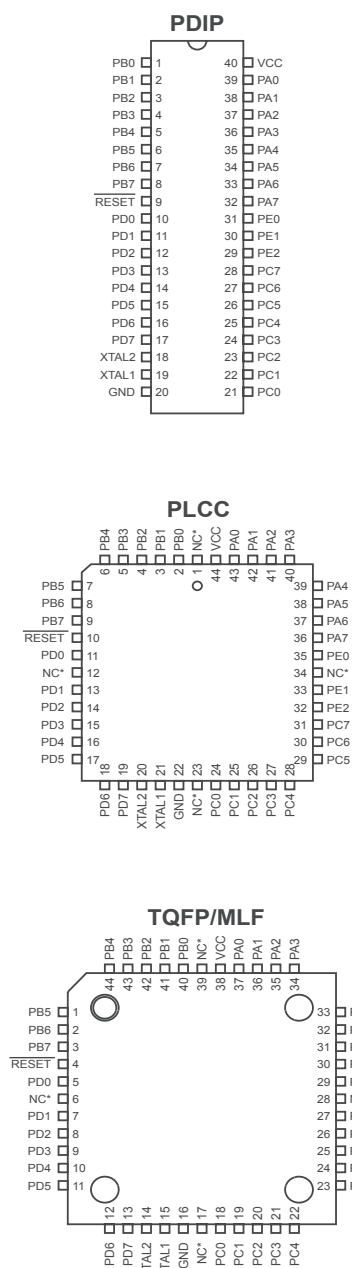 PDIP
PB0 1 40 VCC
PB1 2 39 PA0
PB2 3 38 PA1
PB3 4 37 PA2
PB4 5 36 PA3
PB5 6 35 PA4
PB6 7 34 PA5
PB7 8 33 PA6
RESET 9 32 PA7
PD0 10 31 PE0
PD1 11 30 PE1
PD2 12 29 PE2
PD3 13 28 PC7
PD4 14 27 PC6
PD5 15 26 PC5
PD6 16 25 PC4
PD7 17 24 PC3
XTAL2 18 23 PC2
XTAL1 19 22 PC1
GND 20 21 PC0
PLCC
PB4 PB3 PB2 PB1 PB0 NC* VCC PA0 PA1 PA2 PA3
6 5 4 3 2 1 44 43 42 41 40
PB5 7 39 PA4
PB6 8 38 PA5
PB7 9 37 PA6
RESET 10 36 PA7
PD0 11 35 PE0
NC* 12 34 NC*
PD1 13 33 PE1
PD2 14 32 PE2
PD3 15 31 PC7
PD4 16 30 PC6
PD5 17 29 PC5
18 19 20 21 22 23 24 25 26 27 28
PD6 PD7 XTAL2 XTAL1 GND NC* PC0 PC1 PC2 PC3 PC4
TQFP/MLF
PB4 PB3 PB2 PB1 PB0 NC* VCC PA0 PA1 PA2 PA3
44 43 42 41 40 39 38 37 36 35 34
PB5 1 33
PB6 2 32
PB7 3 31
RESET 4 30
PD0 5 29
NC* 6 28
PD1 7 27
PD2 8 26
PD3 9 25
PD4 10 24
PD5 11 23
12 13 14 15 16 17 18 19 20 21 22
PD6 PD7 TAL2 TAL1 GND NC* PC0 PC1 PC2 PC3 PC4